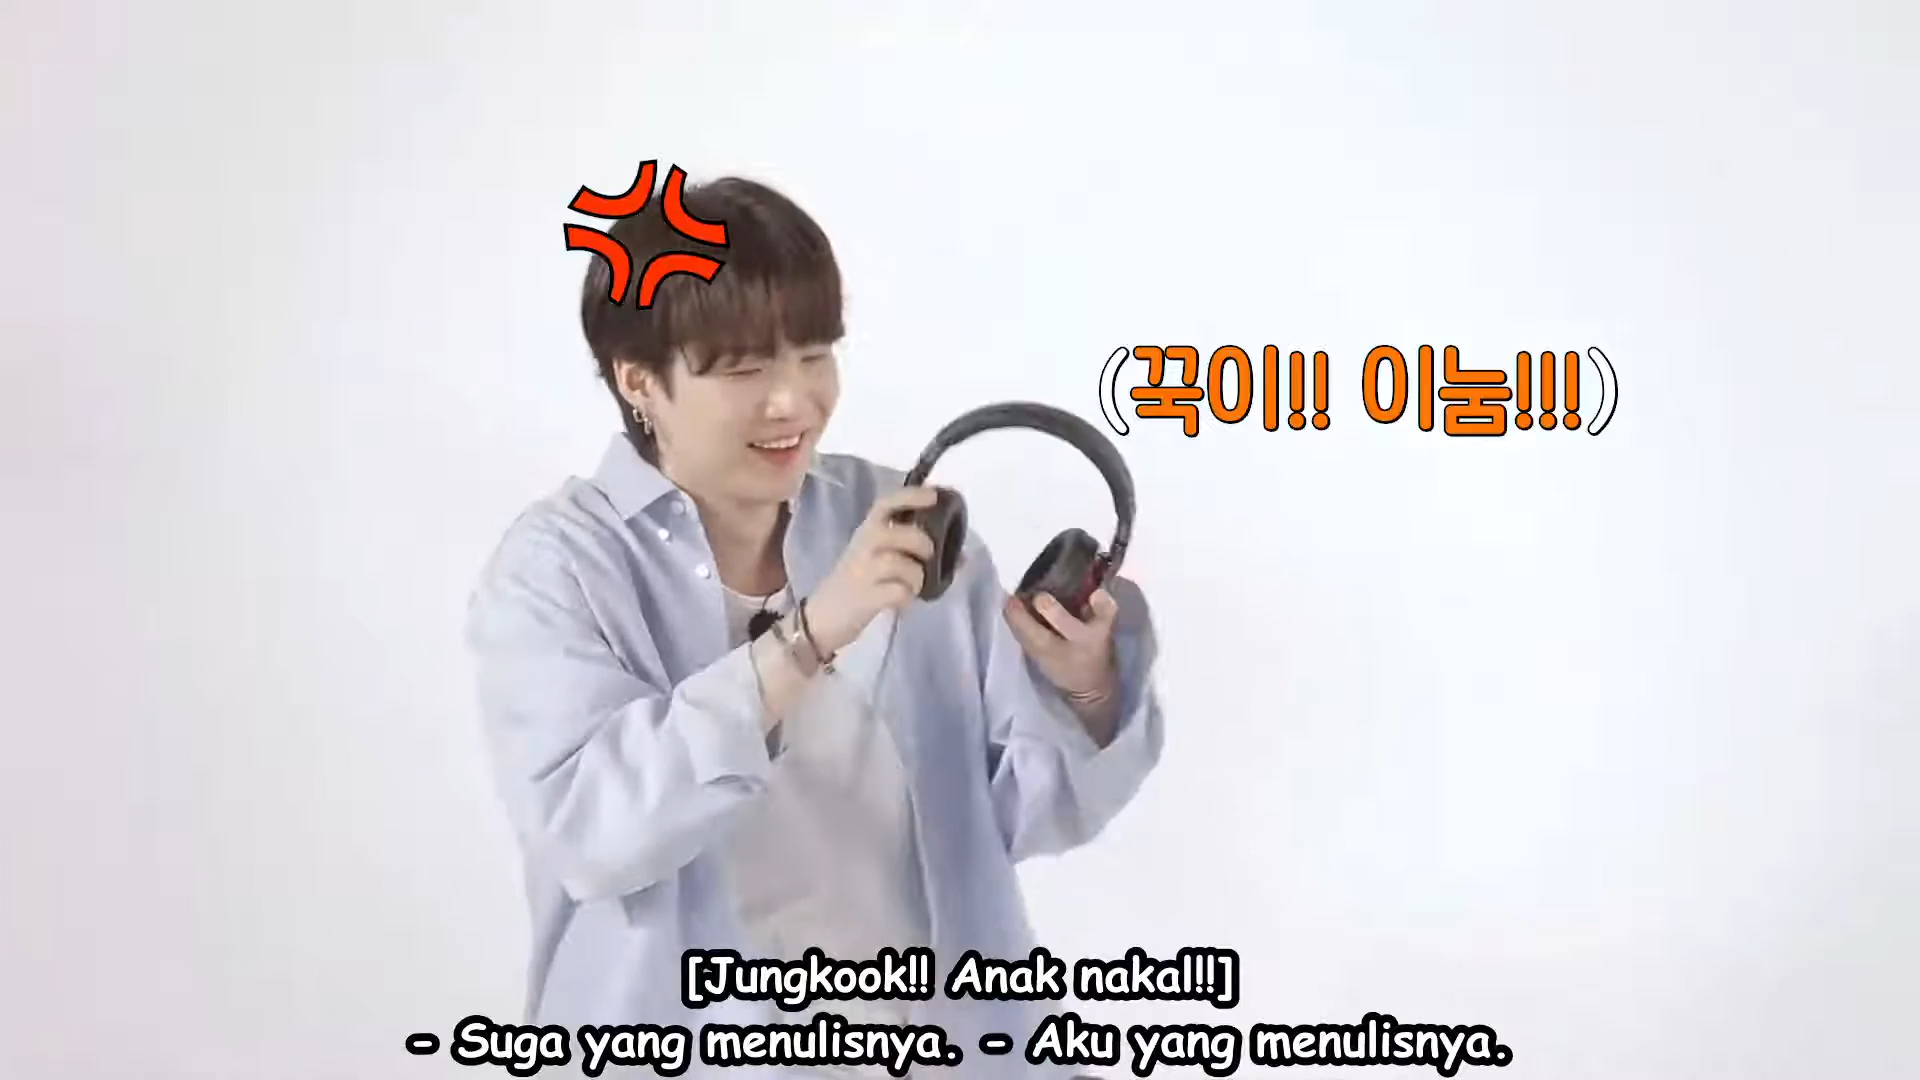 (꾹이!! 이눔!!!)
[Jungkook!! Anak nakal!!]
- Suga yang menulisnya. - Aku yang menulisnya.